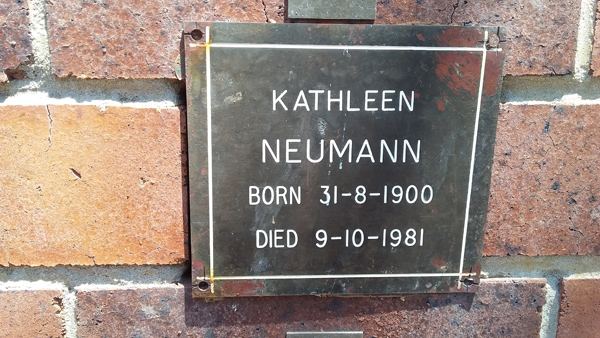 KATHLEEN
NEUMANN
BORN 31-8-1900
DIED 9-10-1981